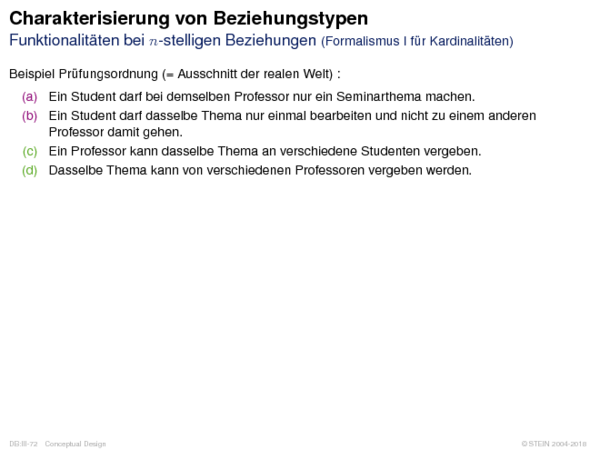 Charakterisierung von Beziehungstypen
Funktionalitäten bei n-stelligen Beziehungen (Formalismus I für Kardinalitäten)
Beispiel Prüfungsordnung (= Ausschnitt der realen Welt) :
(a) Ein Student darf bei demselben Professor nur ein Seminarthema machen.
(b) Ein Student darf dasselbe Thema nur einmal bearbeiten und nicht zu einem anderen
Professor damit gehen.
(c) Ein Professor kann dasselbe Thema an verschiedene Studenten vergeben.
(d) Dasselbe Thema kann von verschiedenen Professoren vergeben werden.
DB:III-72 Conceptual Design © STEIN 2004-2018